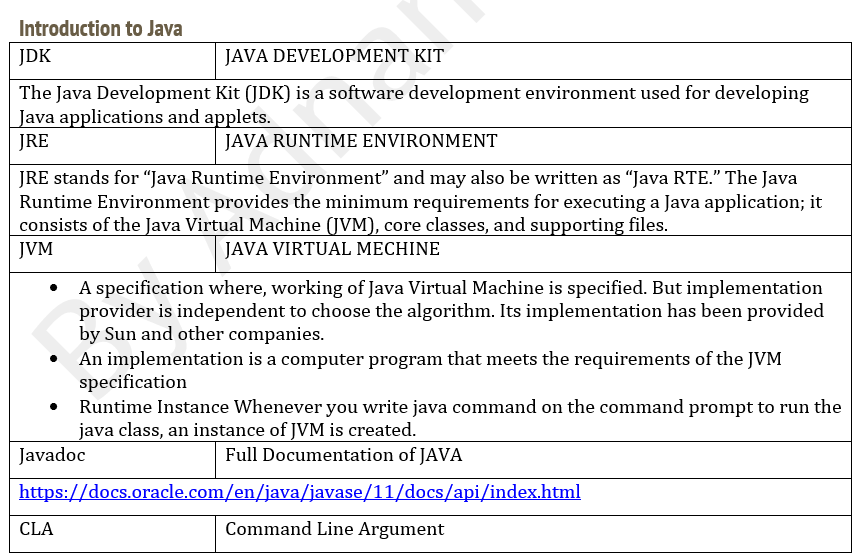 Introduction to Java
JDK JAVA DEVELOPMENT KIT
The Java Development Kit (JDK) is a software development environment used for developing
Java applications and applets.
JRE JAVA RUNTIME ENVIRONMENT
JRE stands for “Java Runtime Environment” and may also be written as “Java RTE.” The Java
Runtime Environment provides the minimum requirements for executing a Java application; it
consists of the Java Virtual Machine (JVM), core classes, and supporting files.
JVM JAVA VIRTUAL MECHINE
• A specification where, working of Java Virtual Machine is specified. But implementation
provider is independent to choose the algorithm. Its implementation has been provided
by Sun and other companies.
• An implementation is a computer program that meets the requirements of the JVM
specification
• Runtime Instance Whenever you write java command on the command prompt to run the
java class, an instance of JVM is created.
Javadoc Full Documentation of JAVA
https://docs.oracle.com/en/java/javase/11/docs/api/index.html
CLA Command Line Argument
By Adnan